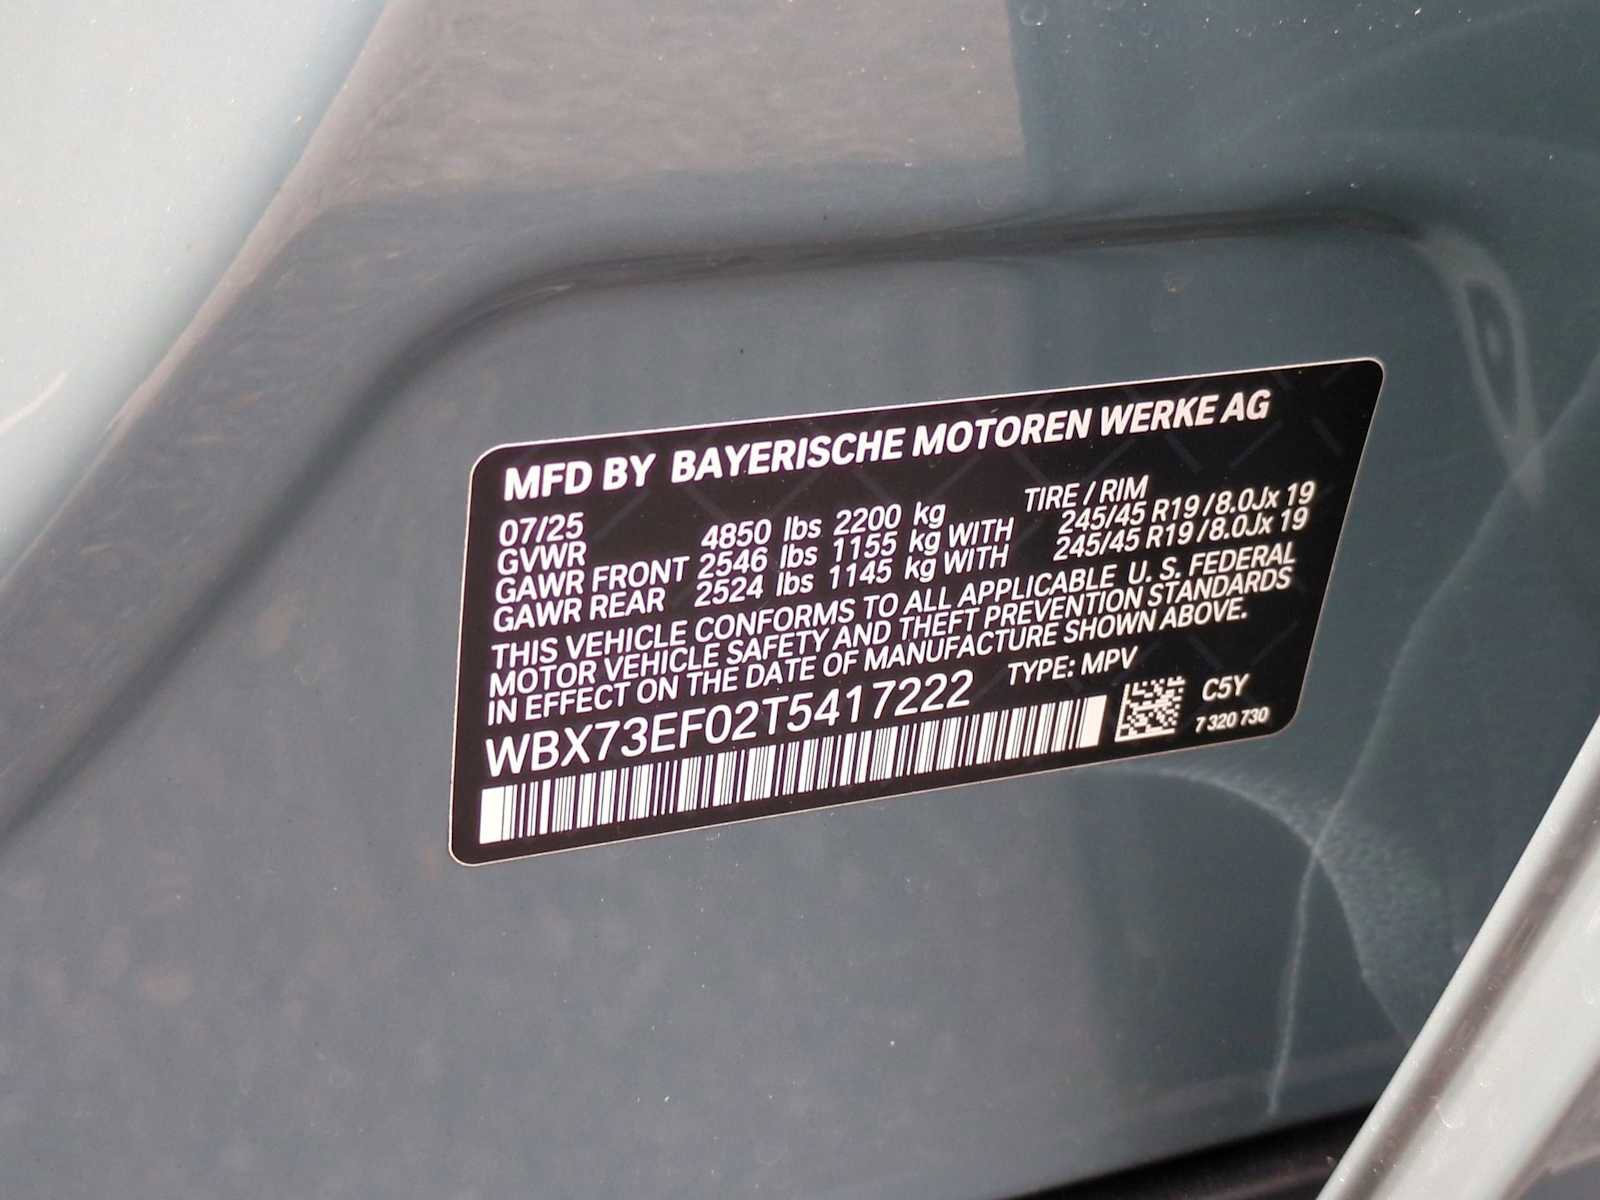 MFD BY BAYERISCHE MOTOREN WERKE AG
07/25 TIRE / RIM
GVWR 4850 lbs 2200 kg
GAWR FRONT 2546 lbs 1155 kg WITH 245/45 R19 / 8.0Jx 19
GAWR REAR 2524 lbs 1145 kg WITH 245/45 R19 / 8.0Jx 19
THIS VEHICLE CONFORMS TO ALL APPLICABLE U. S. FEDERAL
MOTOR VEHICLE SAFETY AND THEFT PREVENTION STANDARDS
IN EFFECT ON THE DATE OF MANUFACTURE SHOWN ABOVE.
WBX73EF02T5417222 TYPE: MPV
C5Y
7 320 730